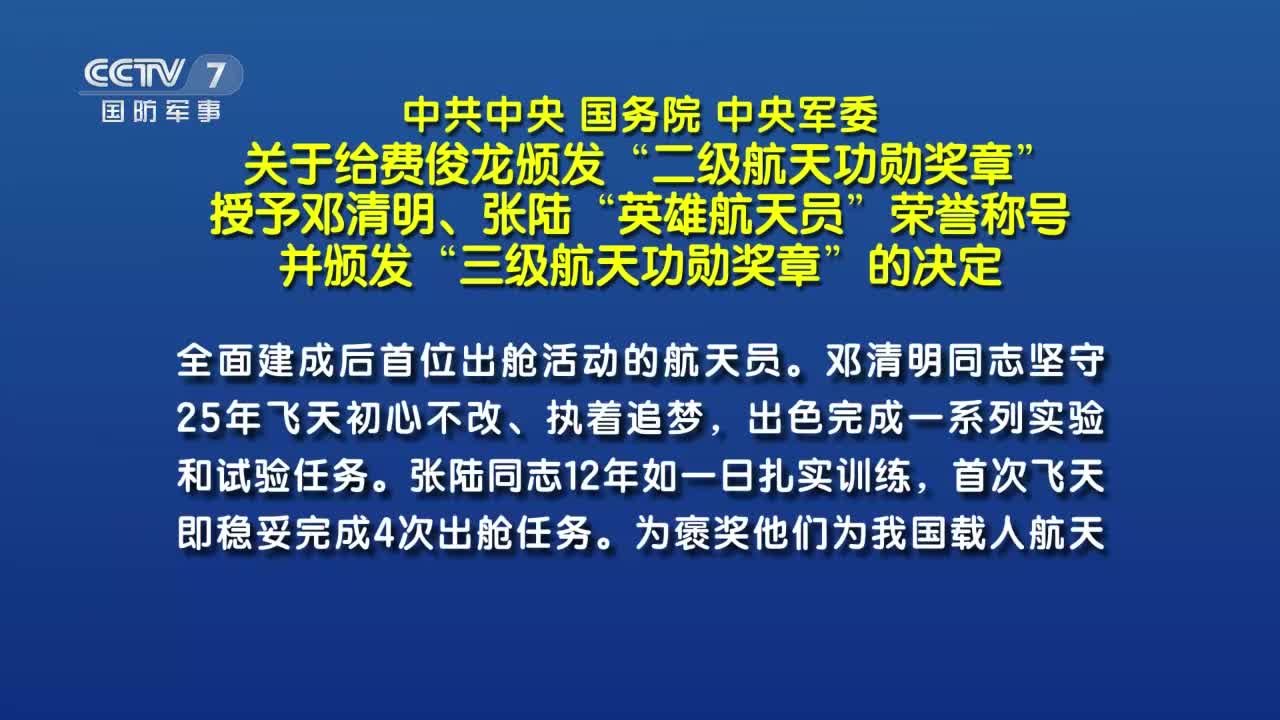 CCTV 7
国防军事
中共中央 国务院 中央军委
关于给费俊龙颁发“二级航天功勋奖章”
授予邓清明、张陆“英雄航天员”荣誉称号
并颁发“三级航天功勋奖章”的决定
全面建成后首位出舱活动的航天员。邓清明同志坚守
25年飞天初心不改、执着追梦，出色完成一系列实验
和试验任务。张陆同志12年如一日扎实训练，首次飞天
即稳妥完成4次出舱任务。为褒奖他们为我国载人航天